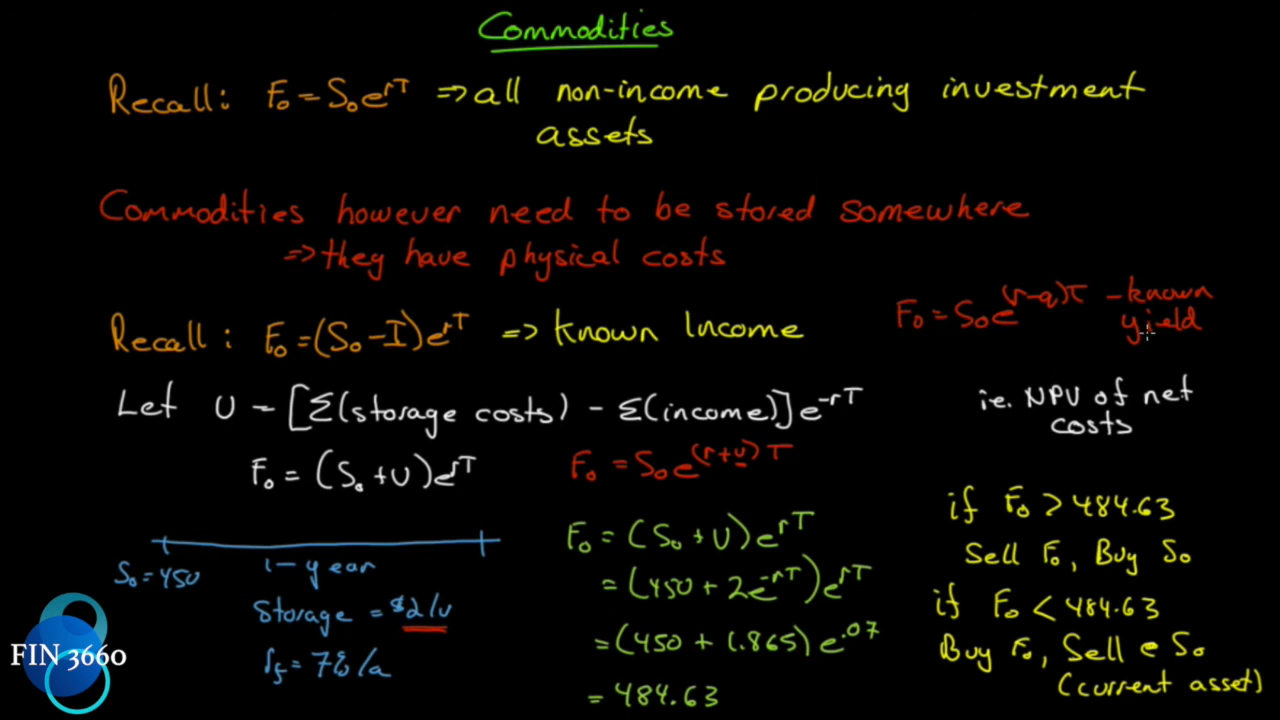 Commodities
Recall: F₀ = S₀e^rT ⇒ all non-income producing investment
assets
Commodities however need to be stored somewhere
⇒ they have physical costs
F₀ = S₀e^(r-q)T - known
yield
Recall: F₀ = (S₀ - I)e^rT ⇒ known Income
Let U = [Σ(storage costs) - Σ(income)]e^-rT
i.e. NPV of net
costs
F₀ = (S₀ + U)e^rT
F₀ = S₀e^(r+u)T
S₀ = 450
1-year
Storage = $2/u
r_f = 7%/a
F₀ = (S₀ + U)e^rT
= (450 + 2e^-rT)e^rT
= (450 + 1.865)e^.07
= 484.63
if F₀ > 484.63
Sell F₀, Buy S₀
if F₀ < 484.63
Buy F₀, Sell e S₀
(current asset)
FIN 3660